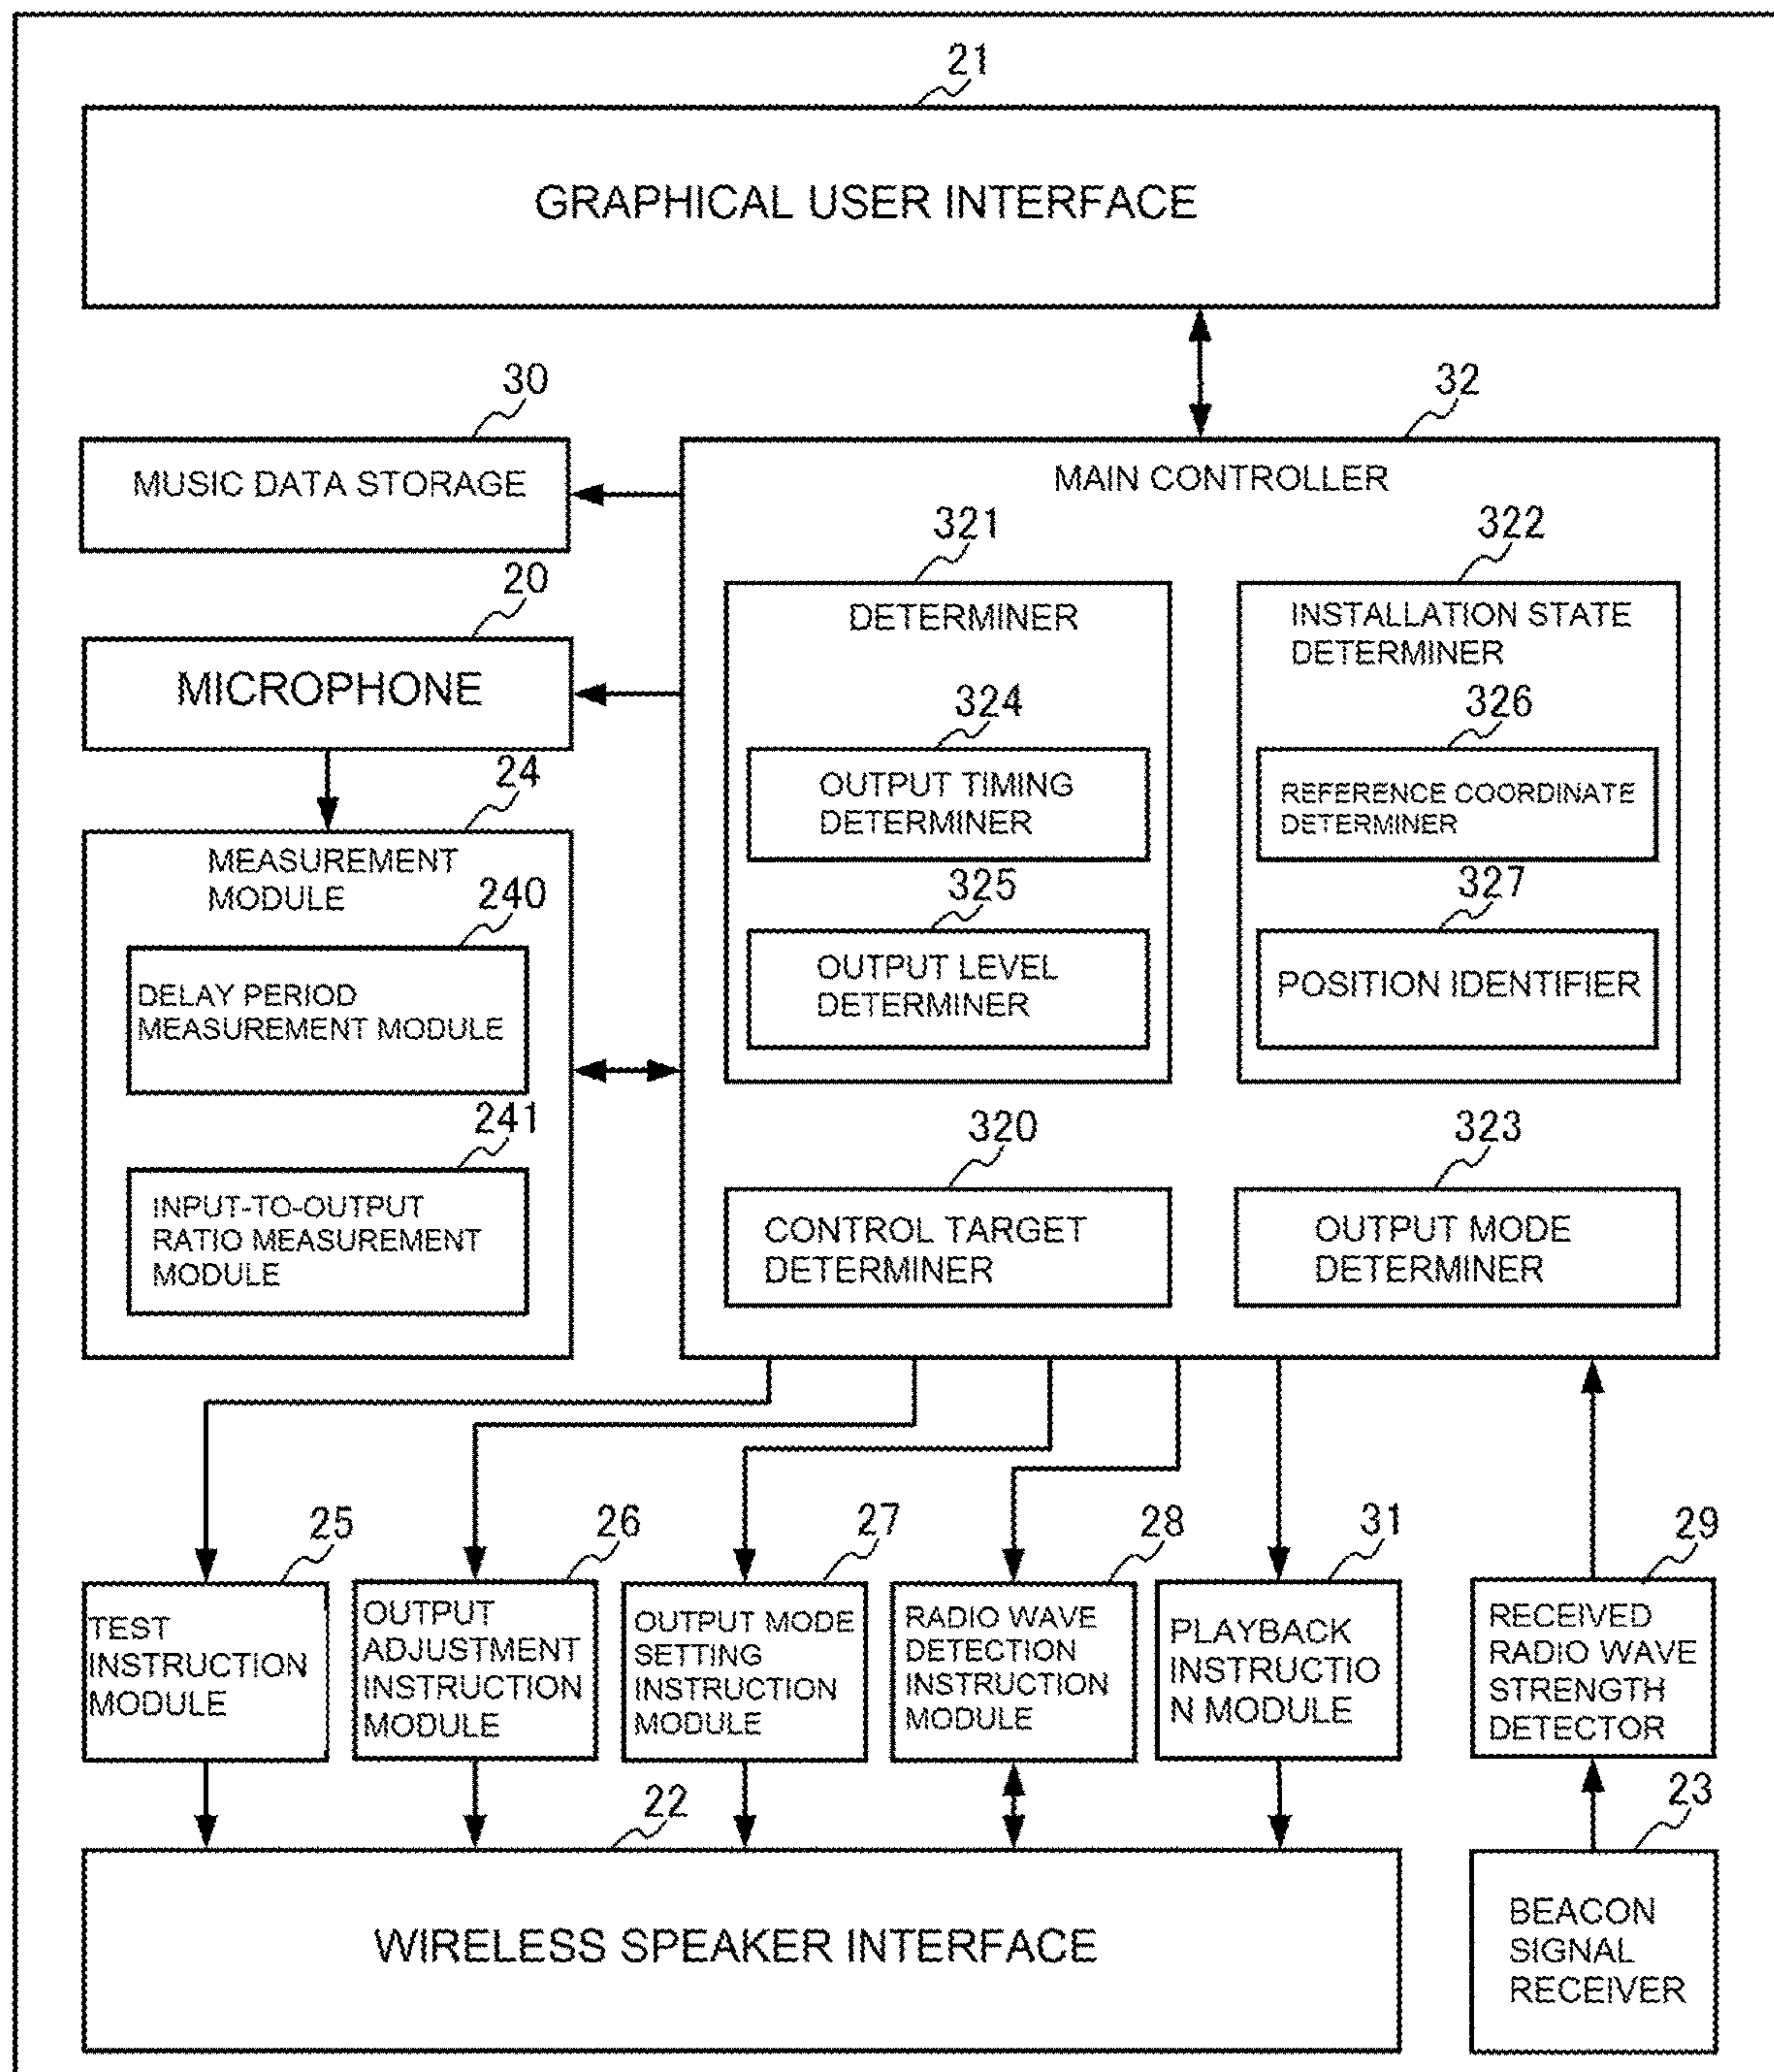 21
GRAPHICAL USER INTERFACE
30
32
MUSIC DATA STORAGE
MAIN CONTROLLER
321
322
20
DETERMINER
INSTALLATION STATE
DETERMINER
MICROPHONE
324
326
24
OUTPUT TIMING
DETERMINER
REFERENCE COORDINATE
DETERMINER
MEASUREMENT
MODULE
240
325
327
DELAY PERIOD
MEASUREMENT MODULE
OUTPUT LEVEL
DETERMINER
POSITION IDENTIFIER
241
320
323
INPUT-TO-OUTPUT
RATIO MEASUREMENT
MODULE
CONTROL TARGET
DETERMINER
OUTPUT MODE
DETERMINER
25
26
27
28
31
29
TEST
INSTRUCTION
MODULE
OUTPUT
ADJUSTMENT
INSTRUCTION
MODULE
OUTPUT MODE
SETTING
INSTRUCTION
MODULE
RADIO WAVE
DETECTION
INSTRUCTION
MODULE
PLAYBACK
INSTRUCTIO
N MODULE
RECEIVED
RADIO WAVE
STRENGTH
DETECTOR
22
23
WIRELESS SPEAKER INTERFACE
BEACON
SIGNAL
RECEIVER